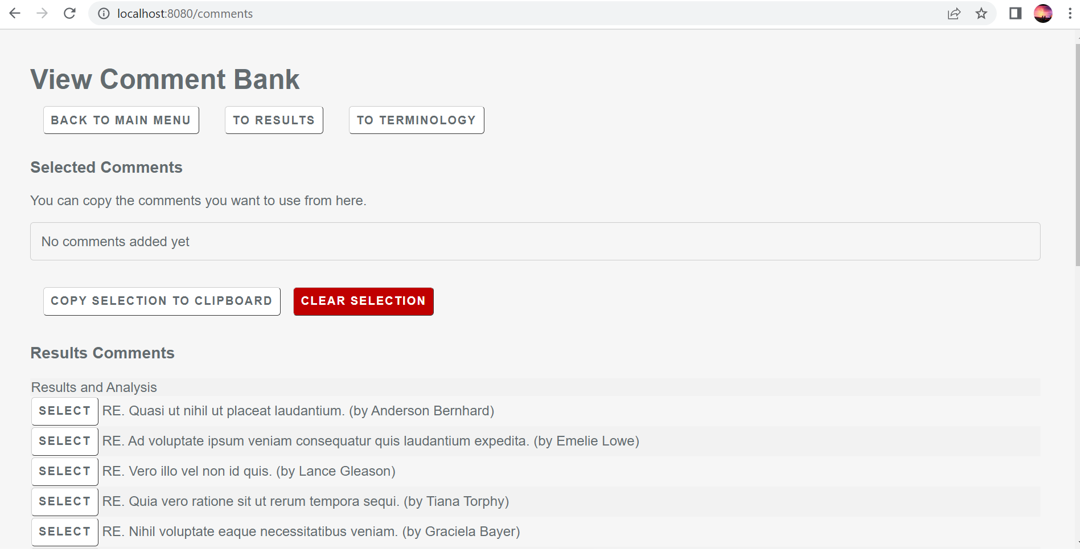 localhost:8080/comments
View Comment Bank
BACK TO MAIN MENU TO RESULTS TO TERMINOLOGY
Selected Comments
You can copy the comments you want to use from here.
No comments added yet
COPY SELECTION TO CLIPBOARD CLEAR SELECTION
Results Comments
Results and Analysis
SELECT RE. Quasi ut nihil ut placeat laudantium. (by Anderson Bernhard)
SELECT RE. Ad voluptate ipsum veniam consequatur quis laudantium expedita. (by Emelie Lowe)
SELECT RE. Vero illo vel non id quis. (by Lance Gleason)
SELECT RE. Quia vero ratione sit ut rerum tempora sequi. (by Tiana Torphy)
SELECT RE. Nihil voluptate eaque necessitatibus veniam. (by Graciela Bayer)